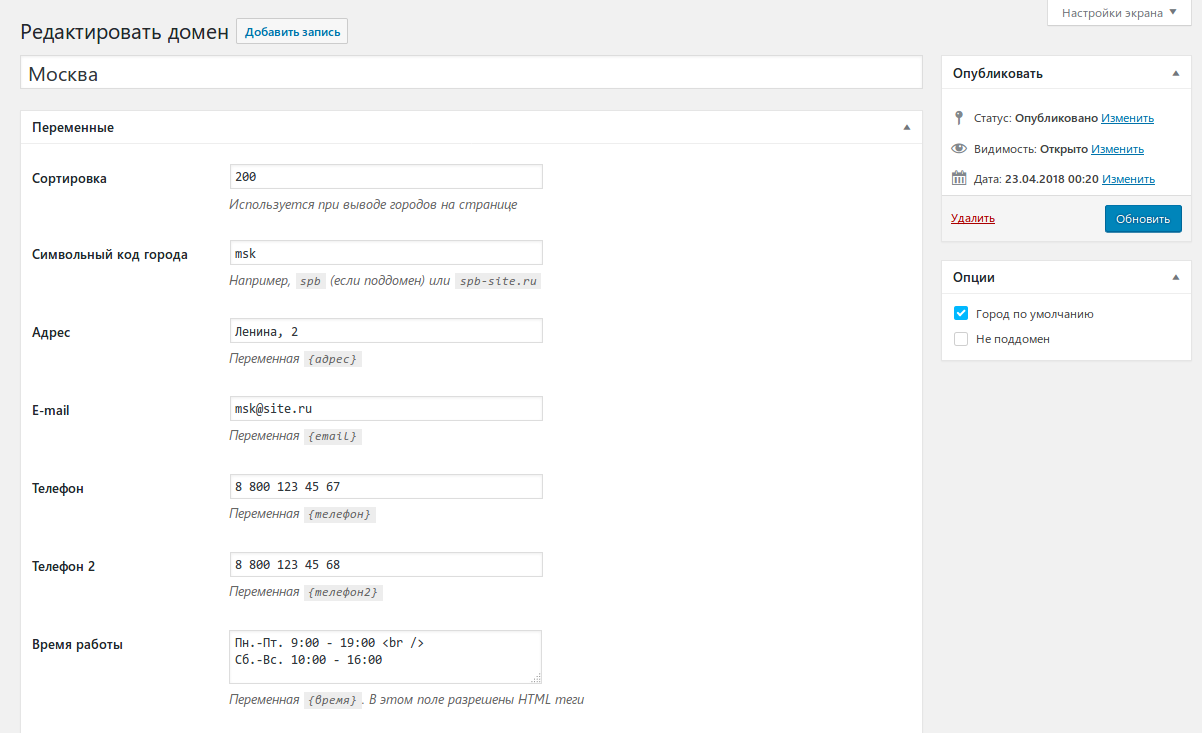 Настройки экрана
Редактировать домен Добавить запись
Москва
Переменные
Сортировка 200
Используется при выводе городов на странице
Символьный код города msk
Например, spb (если поддомен) или spb-site.ru
Адрес Ленина, 2
Переменная {адрес}
E-mail msk@site.ru
Переменная {email}
Телефон 8 800 123 45 67
Переменная {телефон}
Телефон 2 8 800 123 45 68
Переменная {телефон2}
Время работы Пн.-Пт. 9:00 - 19:00 <br />
Сб.-Вс. 10:00 - 16:00
Переменная {время}. В этом поле разрешены HTML теги
Опубликовать
Статус: Опубликовано Изменить
Видимость: Открыто Изменить
Дата: 23.04.2018 00:20 Изменить
Удалить Обновить
Опции
Город по умолчанию
Не поддомен